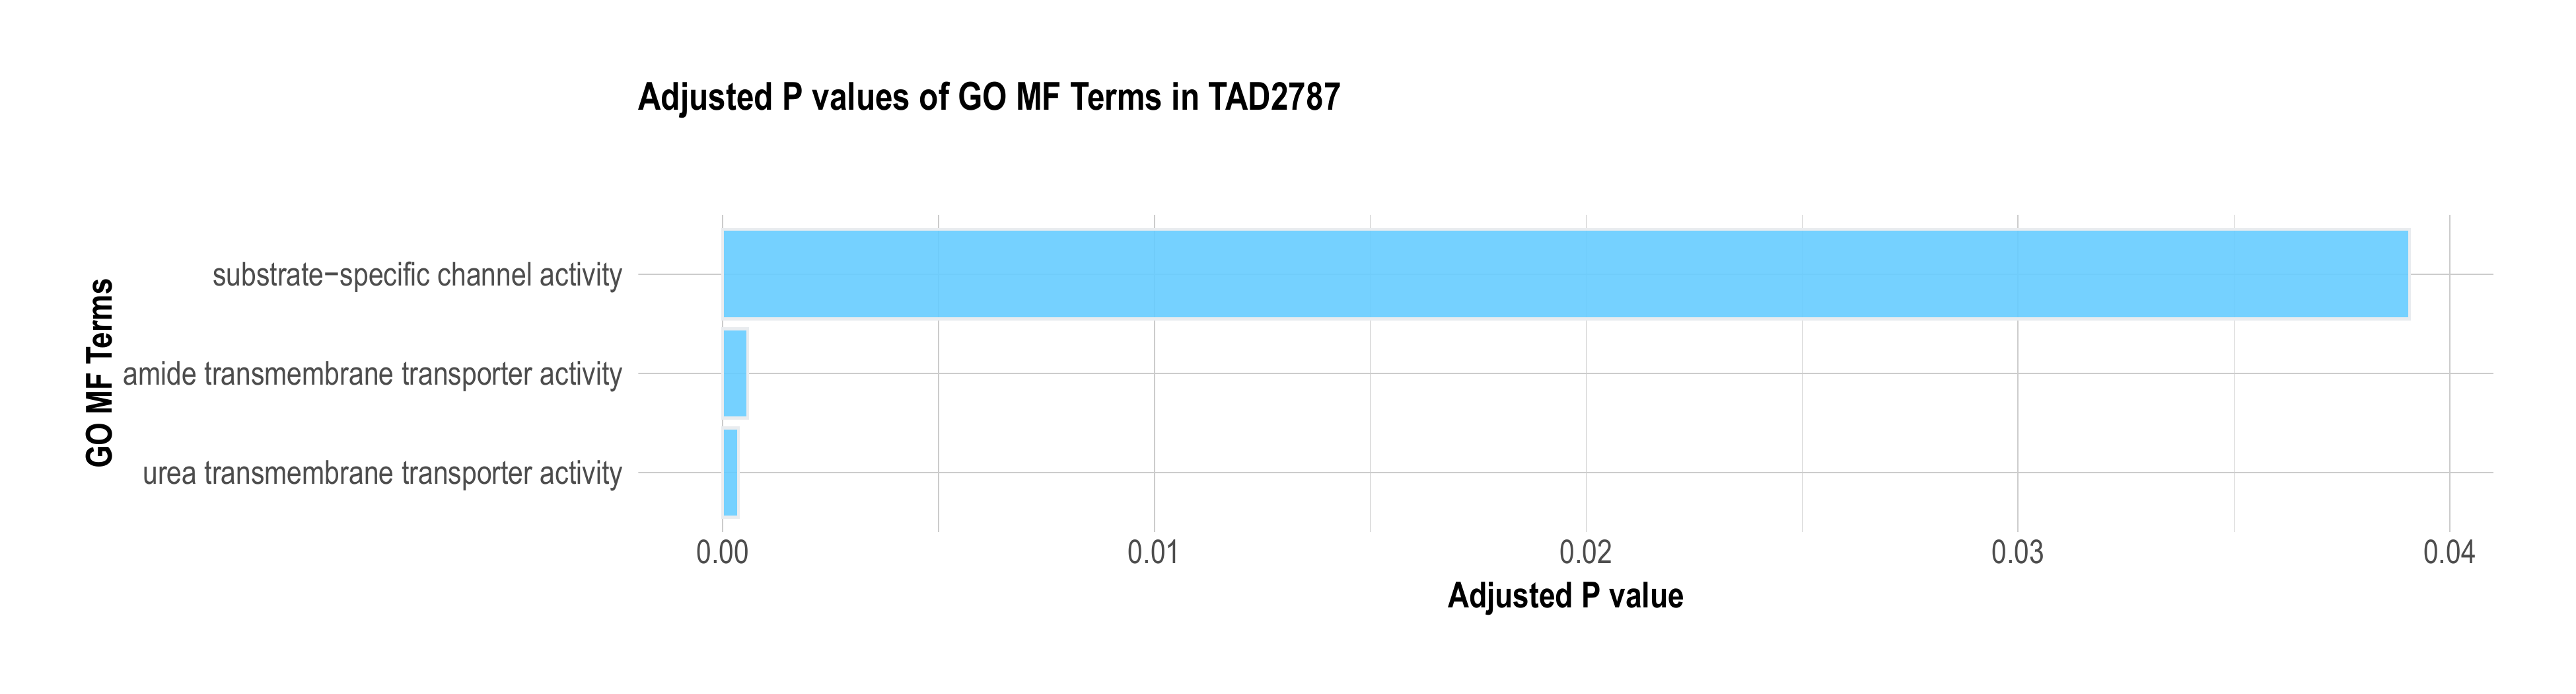 Adjusted P values of GO MF Terms in TAD2787
GO MF Terms
substrate−specific channel activity
amide transmembrane transporter activity
urea transmembrane transporter activity
0.00 0.01 0.02 0.03 0.04
Adjusted P value